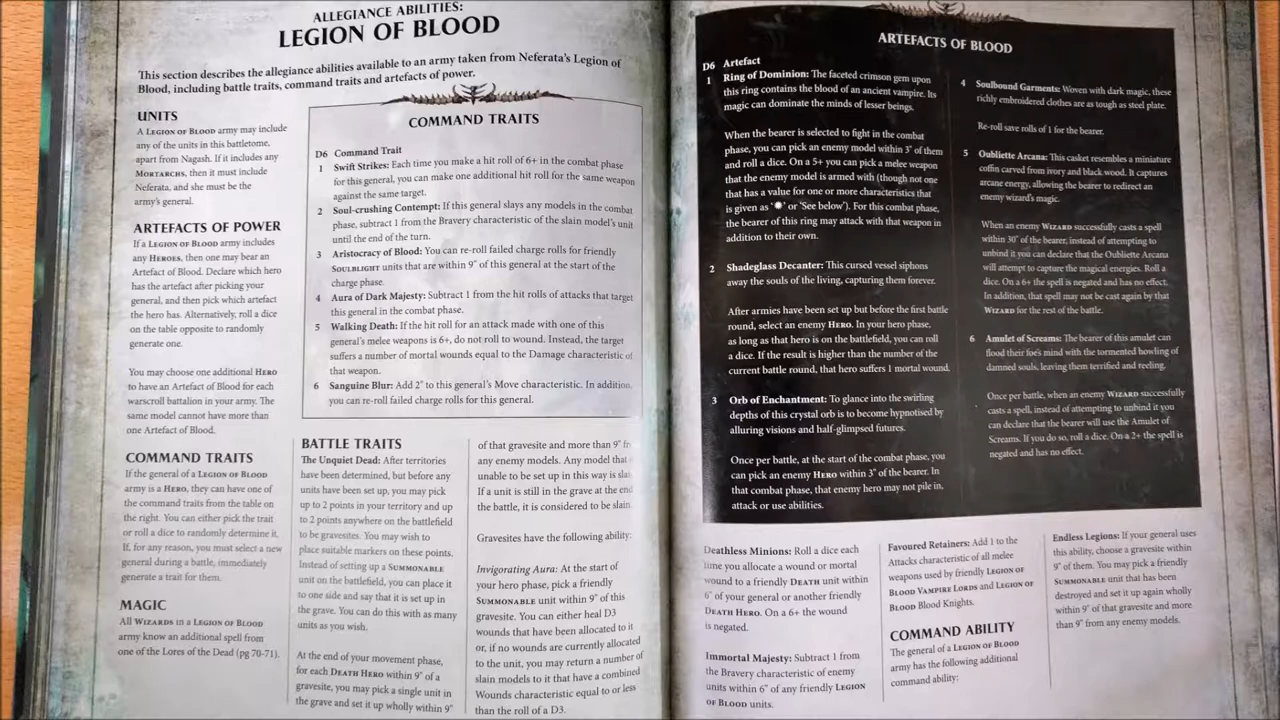 ALLEGIANCE ABILITIES:
LEGION OF BLOOD
This section describes the allegiance abilities available to an army taken from Neferata's Legion of
Blood, including battle traits, command traits and artefacts of power.
UNITS
A LEGION OF BLOOD army may include
any of the units in this battletome,
apart from Nagash. If it includes any
MORTARCHS, then it must include
Neferata, and she must be the
army's general.
ARTEFACTS OF POWER
If a LEGION OF BLOOD army includes
any HEROES, then one may bear an
Artefact of Blood. Declare which hero
has the artefact after picking your
general, and then pick which artefact
the hero has. Alternatively, roll a dice
on the table opposite to randomly
generate one.
You may choose one additional HERO
to have an Artefact of Blood for each
warscroll battalion in your army. The
same model cannot have more than
one Artefact of Blood.
COMMAND TRAITS
If the general of a LEGION OF BLOOD
army is a HERO, they can have one of
the command traits from the table on
the right. You can either pick the trait
or roll a dice to randomly determine it.
If, for any reason, you must select a new
general during a battle, immediately
generate a trait for them.
MAGIC
All WIZARDS in a LEGION OF BLOOD
army know an additional spell from
one of the Lores of the Dead (pg 70-71).
COMMAND TRAITS
D6 Command Trait
1 Swift Strikes: Each time you make a hit roll of 6+ in the combat phase
for this general, you can make one additional hit roll for the same weapon
against the same target.
2 Soul-crushing Contempt: If this general slays any models in the combat
phase, subtract 1 from the Bravery characteristic of the slain model's unit
until the end of the turn.
3 Aristocracy of Blood: You can re-roll failed charge rolls for friendly
SOULBLIGHT units that are within 9" of this general at the start of the
charge phase.
4 Aura of Dark Majesty: Subtract 1 from the hit rolls of attacks that target
this general in the combat phase.
5 Walking Death: If the hit roll for an attack made with one of this
general's melee weapons is 6+, do not roll to wound. Instead, the target
suffers a number of mortal wounds equal to the Damage characteristic of
that weapon.
6 Sanguine Blur: Add 2" to this general's Move characteristic. In addition,
you can re-roll failed charge rolls for this general.
BATTLE TRAITS
The Unquiet Dead: After territories
have been determined, but before any
units have been set up, you may pick
up to 2 points in your territory and up
to 2 points anywhere on the battlefield
to be gravesites. You may wish to
place suitable markers on these points.
Instead of setting up a SUMMONABLE
unit on the battlefield, you can place it
to one side and say that it is set up in
the grave. You can do this with as many
units as you wish.
At the end of your movement phase,
for each DEATH HERO within 9" of a
gravesite, you may pick a single unit in
the grave and set it up wholly within 9"
of that gravesite and more than 9"
any enemy models. Any model that
unable to be set up in this way is
If a unit is still in the grave at the end
the battle, it is considered to be slain
Gravesites have the following ability:
Invigorating Aura: At the start of
your hero phase, pick a friendly
SUMMONABLE unit within 9" of this
gravesite. You can either heal D3
wounds that have been allocated to it
or, if no wounds are currently allocated
to the unit, you may return a number of
slain models to it that have a combined
Wounds characteristic equal to or less
than the roll of a D3.
ARTEFACTS OF BLOOD
D6 Artefact
1 Ring of Dominion: The faceted crimson gem upon
this ring contains the blood of an ancient vampire. Its
magic can dominate the minds of lesser beings.
When the bearer is selected to fight in the combat
phase, you can pick an enemy model within 3" of them
and roll a dice. On a 5+ you can pick a melee weapon
that the enemy model is armed with (though not one
that has a value for one or more characteristics that
is given as '✹' or 'See below'). For this combat phase,
the bearer of this ring may attack with that weapon in
addition to their own.
2 Shadeglass Decanter: This cursed vessel siphons
away the souls of the living, capturing them forever.
After armies have been set up but before the first battle
round, select an enemy HERO. In your hero phase,
as long as that hero is on the battlefield, you can roll
a dice. If the result is higher than the number of the
current battle round, that hero suffers 1 mortal wound.
3 Orb of Enchantment: To glance into the swirling
depths of this crystal orb is to become hypnotised by
alluring visions and half-glimpsed futures.
Once per battle, at the start of the combat phase, you
can pick an enemy HERO within 3" of the bearer. In
that combat phase, that enemy hero may not pile in,
attack or use abilities.
4 Soulbound Garments: Woven with dark magic, these
richly embroidered clothes are as tough as steel plate.
Re-roll save rolls of 1 for the bearer.
5 Oubliette Arcana: This casket resembles a miniature
coffin carved from ivory and black wood. It captures
arcane energy, allowing the bearer to redirect an
enemy wizard's magic.
When an enemy WIZARD successfully casts a spell
within 30" of the bearer, instead of attempting to
unbind it you can declare that the Oubliette Arcana
will attempt to capture the magical energies. Roll a
dice. On a 6+ the spell is negated and has no effect.
In addition, that spell may not be cast again by that
WIZARD for the rest of the battle.
6 Amulet of Screams: The bearer of this amulet can
flood their foe's mind with the tormented howling of
damned souls, leaving them terrified and reeling.
Once per battle, when an enemy WIZARD successfully
casts a spell, instead of attempting to unbind it you
can declare that the bearer will use the Amulet of
Screams. If you do so, roll a dice. On a 2+ the spell is
negated and has no effect.
Deathless Minions: Roll a dice each
time you allocate a wound or mortal
wound to a friendly DEATH unit within
6" of your general or another friendly
DEATH HERO. On a 6+ the wound
is negated.
Immortal Majesty: Subtract 1 from
the Bravery characteristic of enemy
units within 6" of any friendly LEGION
OF BLOOD units.
Favoured Retainers: Add 1 to the
Attacks characteristic of all melee
weapons used by friendly LEGION OF
BLOOD VAMPIRE LORDS and LEGION OF
BLOOD Blood Knights.
COMMAND ABILITY
The general of a LEGION OF BLOOD
army has the following additional
command ability:
Endless Legions: If your general uses
this ability, choose a gravesite within
9" of them. You may pick a friendly
SUMMONABLE unit that has been
destroyed and set it up again wholly
within 9" of that gravesite and more
than 9" from any enemy models.